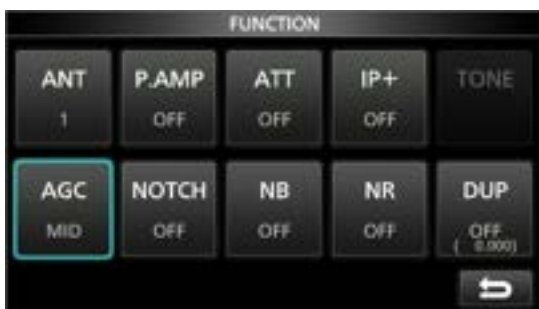 FUNCTION
ANT P.AMP ATT IP+ TONE
1 OFF OFF OFF
AGC NOTCH NB NR DUP
MID OFF OFF OFF OFF
( 0.000)